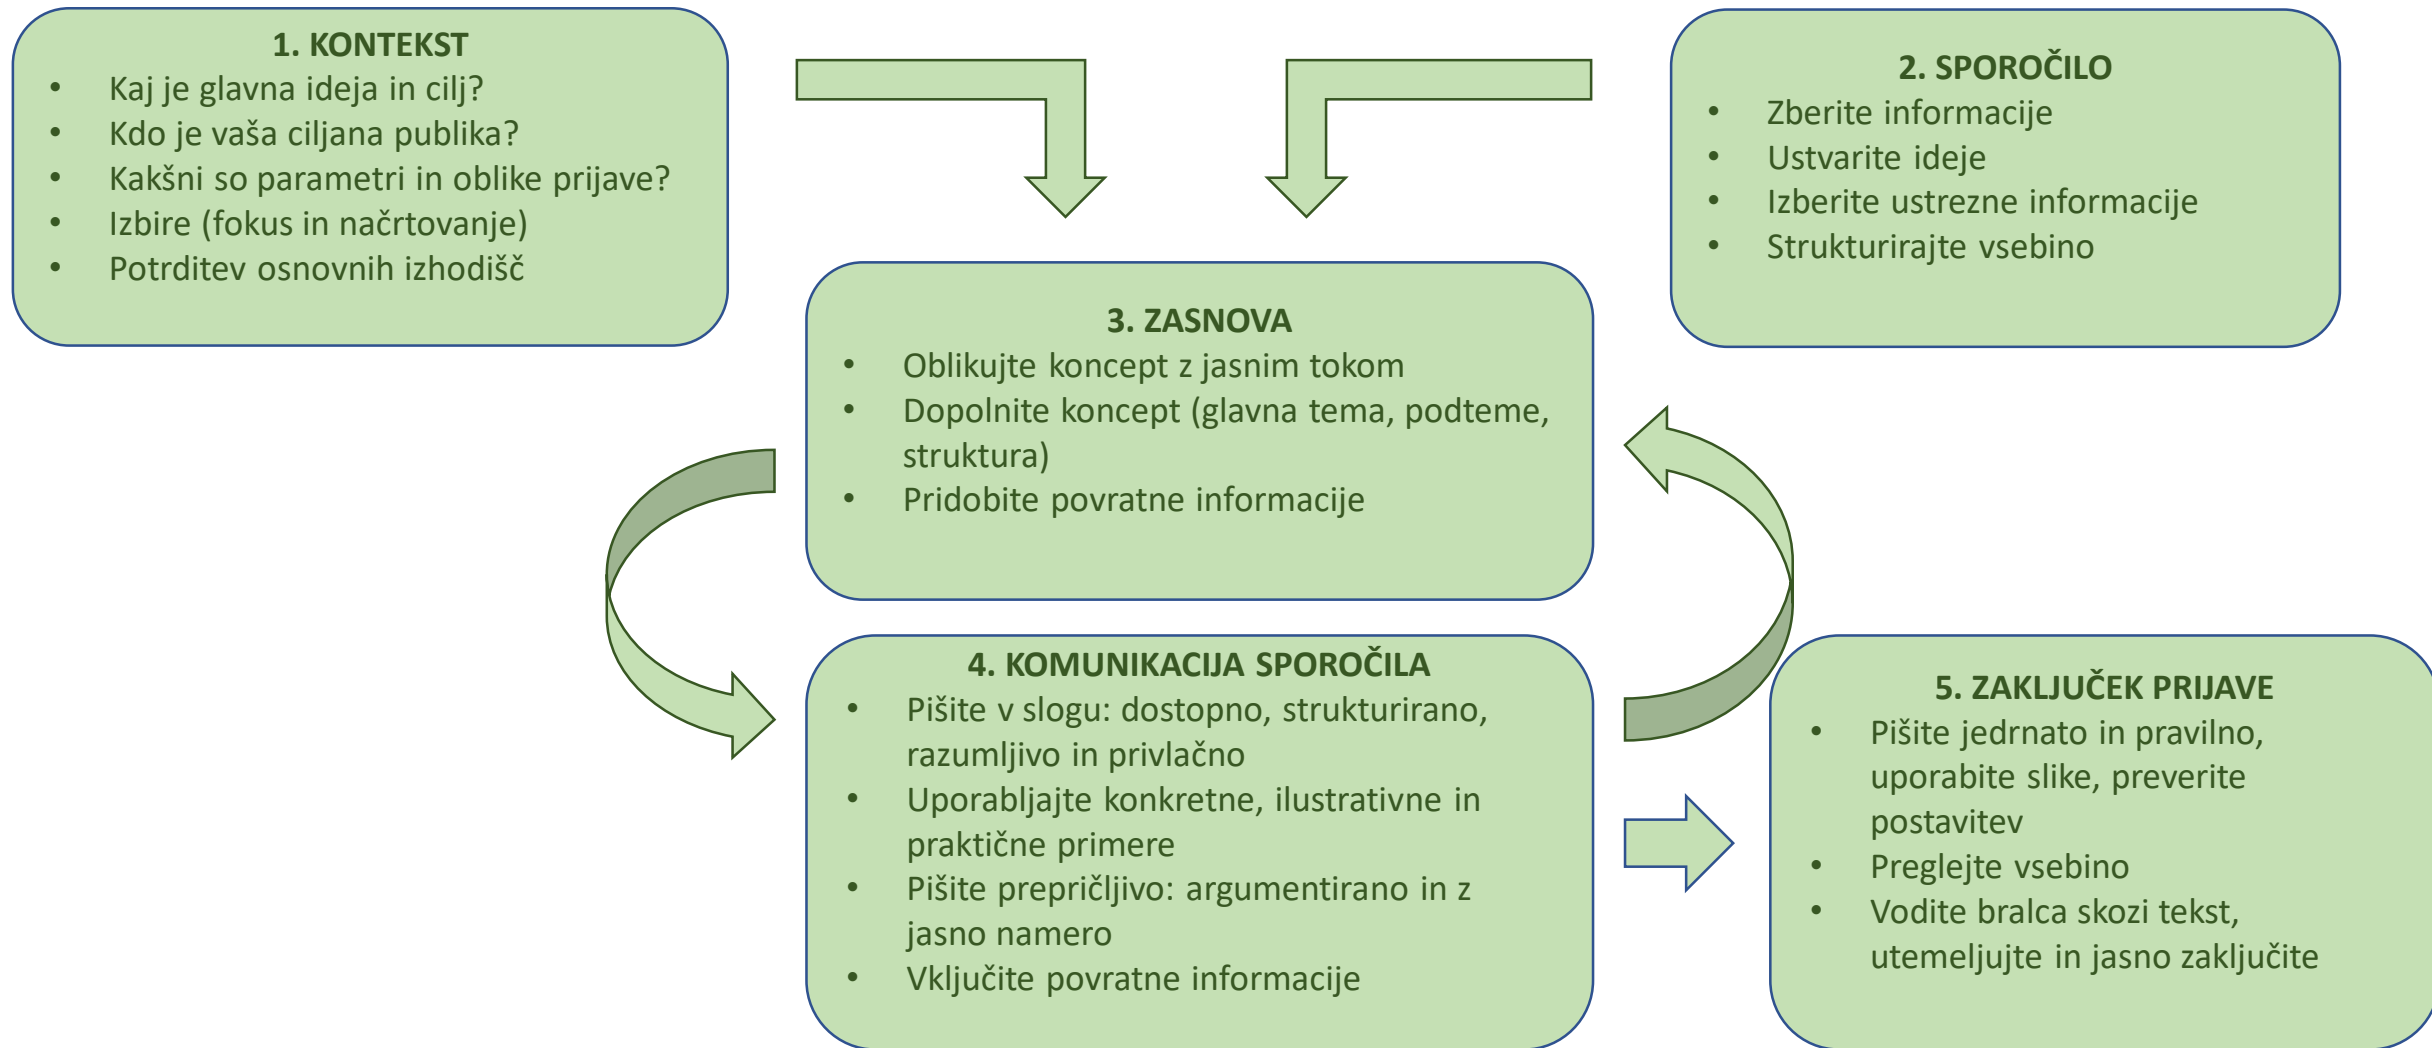 1. KONTEKST
• Kaj je glavna ideja in cilj?
• Kdo je vaša ciljana publika?
• Kakšni so parametri in oblike prijave?
• Izbire (fokus in načrtovanje)
• Potrditev osnovnih izhodišč
2. SPOROČILO
• Zberite informacije
• Ustvarite ideje
• Izberite ustrezne informacije
• Strukturirajte vsebino
3. ZASNOVA
• Oblikujte koncept z jasnim tokom
• Dopolnite koncept (glavna tema, podteme,
struktura)
• Pridobite povratne informacije
4. KOMUNIKACIJA SPOROČILA
• Pišite v slogu: dostopno, strukturirano,
razumljivo in privlačno
• Uporabljajte konkretne, ilustrativne in
praktične primere
• Pišite prepričljivo: argumentirano in z
jasno namero
• Vključite povratne informacije
5. ZAKLJUČEK PRIJAVE
• Pišite jedrnato in pravilno,
uporabite slike, preverite
postavitev
• Preglejte vsebino
• Vodite bralca skozi tekst,
utemeljujte in jasno zaključite